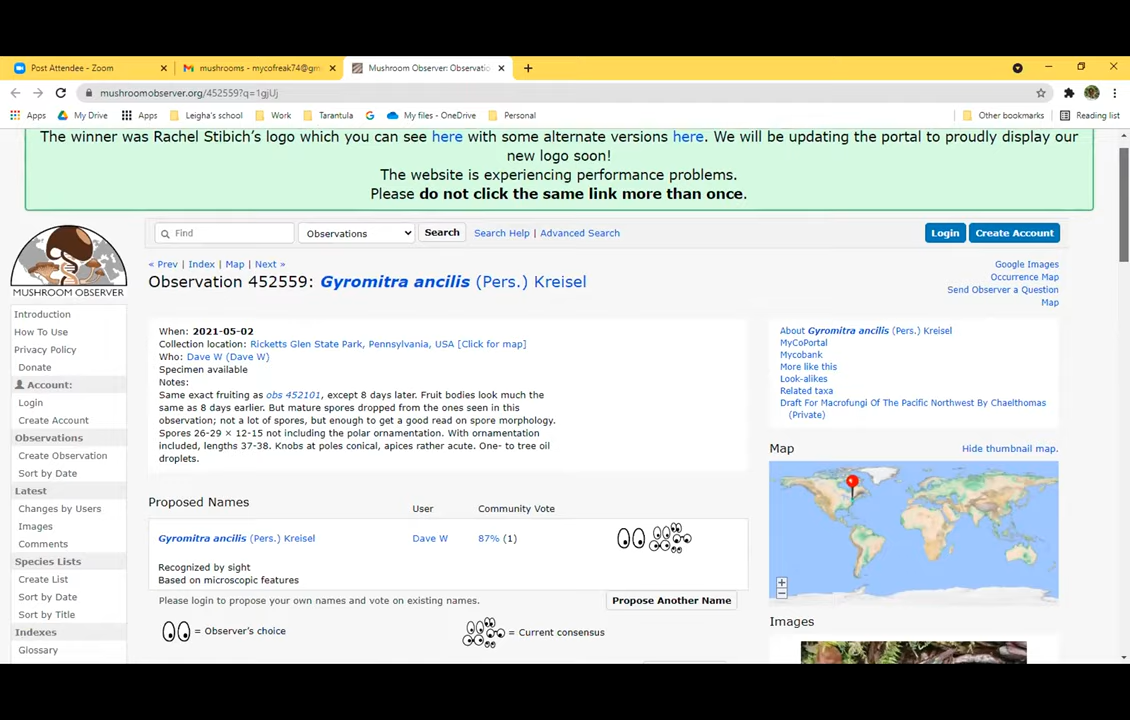 Post Attendee - Zoom
mushrooms - mycofreak74@gm
Mushroom Observer: Observatio
mushroomobserver.org/452559?q=1gjUj
Apps
My Drive
Apps
Leigha's school
Work
Tarantula
My files - OneDrive
Personal
Other bookmarks
Reading list
The winner was Rachel Stibich's logo which you can see here with some alternate versions here. We will be updating the portal to proudly display our
new logo soon!
The website is experiencing performance problems.
Please do not click the same link more than once.
MUSHROOM OBSERVER
Find
Observations
Search
Search Help | Advanced Search
Login
Create Account
« Prev | Index | Map | Next »
Observation 452559: Gyromitra ancilis (Pers.) Kreisel
Google Images
Occurrence Map
Send Observer a Question
Map
Introduction
How To Use
Privacy Policy
Donate
Account:
Login
Create Account
Observations
Create Observation
Sort by Date
Latest
Changes by Users
Images
Comments
Species Lists
Create List
Sort by Date
Sort by Title
Indexes
Glossary
When: 2021-05-02
Collection location: Ricketts Glen State Park, Pennsylvania, USA [Click for map]
Who: Dave W (Dave W)
Specimen available
Notes:
Same exact fruiting as obs 452101, except 8 days later. Fruit bodies look much the
same as 8 days earlier. But mature spores dropped from the ones seen in this
observation; not a lot of spores, but enough to get a good read on spore morphology.
Spores 26-29 × 12-15 not including the polar ornamentation. With ornamentation
included, lengths 37-38. Knobs at poles conical, apices rather acute. One- to tree oil
droplets.
Proposed Names
User
Community Vote
Gyromitra ancilis (Pers.) Kreisel
Dave W
87% (1)
Recognized by sight
Based on microscopic features
Please login to propose your own names and vote on existing names.
Propose Another Name
= Observer's choice
= Current consensus
About Gyromitra ancilis (Pers.) Kreisel
MyCoPortal
Mycobank
More like this
Look-alikes
Related taxa
Draft For Macrofungi Of The Pacific Northwest By Chaelthomas
(Private)
Map
Hide thumbnail map.
+
−
Images